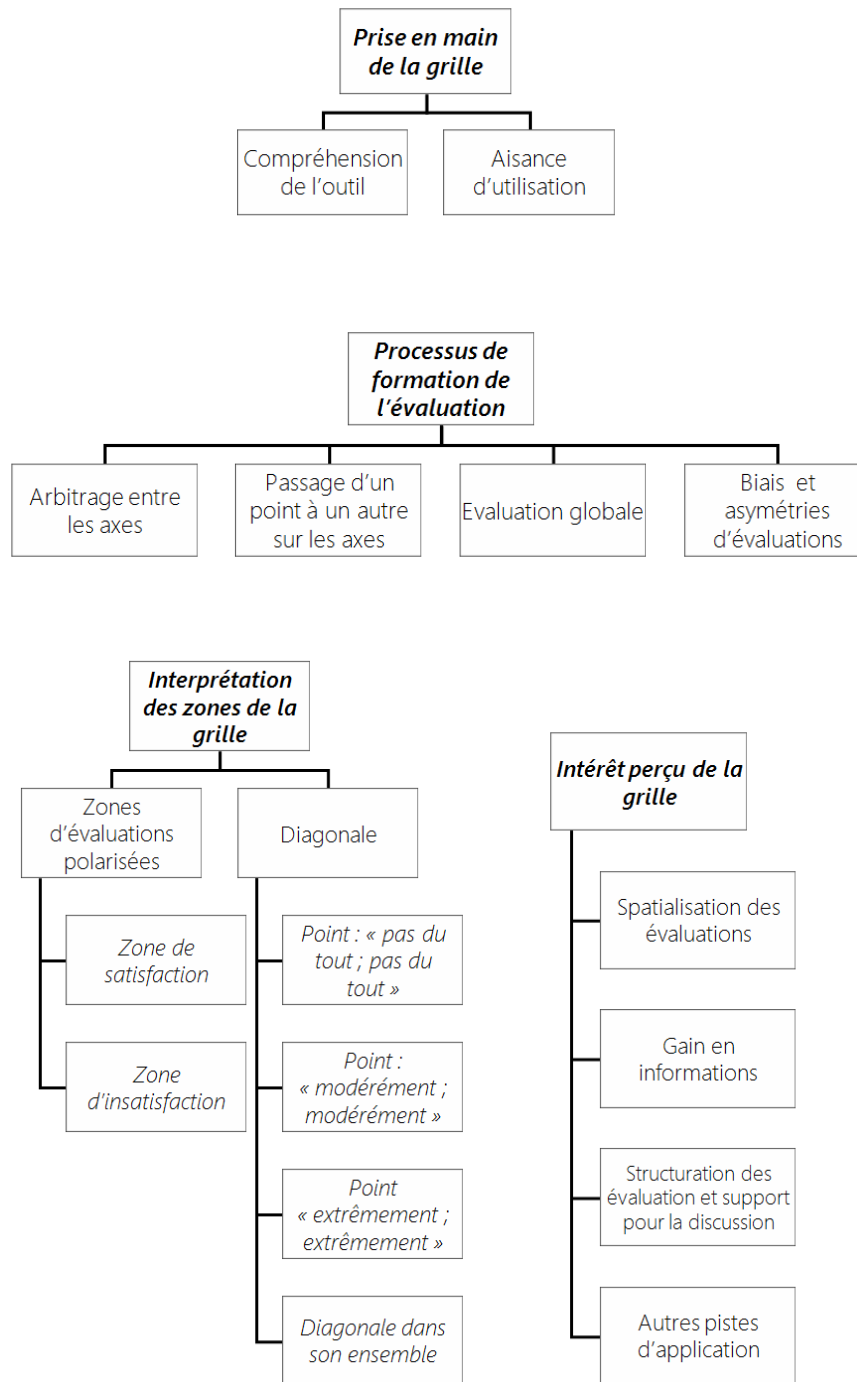 Prise en main
de la grille
Compréhension
de l'outil
Aisance
d'utilisation
Processus de
formation de
l'évaluation
Arbitrage entre
les axes
Passage d'un
point à un autre
sur les axes
Evaluation globale
Biais et
asymétries
d'évaluations
Interprétation
des zones de la
grille
Zones
d'évaluations
polarisées
Zone de
satisfaction
Zone
d'insatisfaction
Diagonale
Point : « pas du
tout ; pas du
tout »
Point :
« modérément ;
modérément »
Point
« extrêmement ;
extrêmement »
Diagonale dans
son ensemble
Intérêt perçu de la
grille
Spatialisation des
évaluations
Gain en
informations
Structuration des
évaluation et support
pour la discussion
Autres pistes
d'application